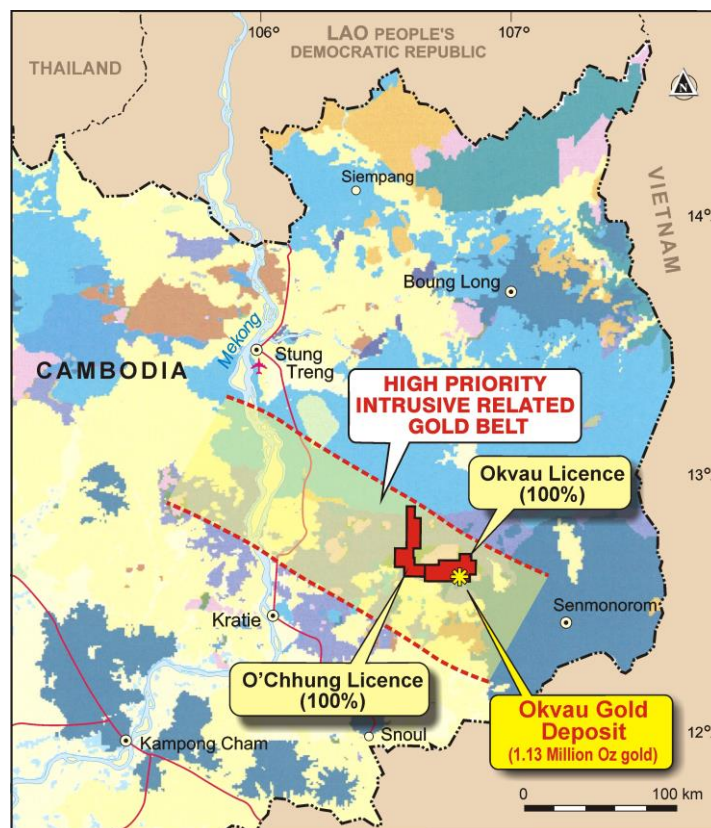 106°
107°
LAO PEOPLE'S
DEMOCRATIC REPUBLIC
THAILAND
N
Siempang
14°
VIETNAM
Boung Long
Mekong
Stung
Treng
CAMBODIA
HIGH PRIORITY
INTRUSIVE RELATED
GOLD BELT
13°
Okvau Licence
(100%)
Senmonorom
Kratie
O'Chhung Licence
(100%)
Okvau Gold
Deposit
(1.13 Million Oz gold)
12°
Snoul
Kampong Cham
0
100 km